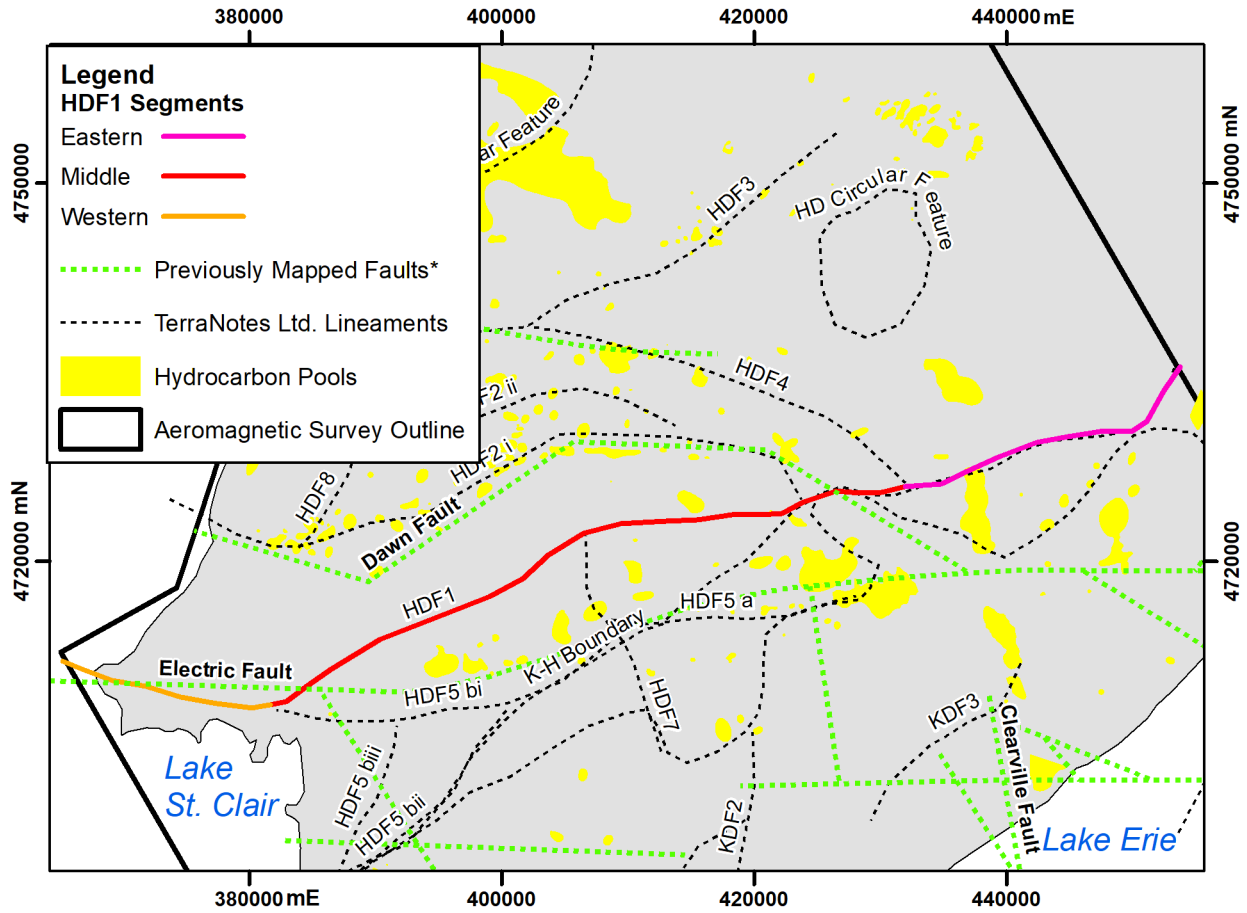 380000
400000
420000
440000 mE
Legend
HDF1 Segments
Eastern
Middle
Western
Previously Mapped Faults*
TerraNotes Ltd. Lineaments
Hydrocarbon Pools
Aeromagnetic Survey Outline
4750000
4750000 mN
4720000 mN
4720000
ar Feature
HDF3
HD Circular Feature
HDF4
F2 ii
HDF2 i
HDF8
Dawn Fault
HDF1
HDF5 a
K-H Boundary
Electric Fault
HDF5 bi
HDF7
KDF3
Clearville Fault
HDF5 biii
HDF5 bii
KDF2
Lake
St. Clair
Lake Erie
380000 mE
400000
420000
440000